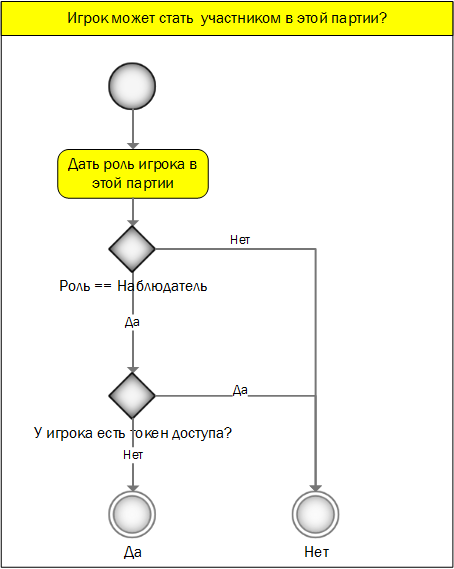 Игрок может стать  участником в этой партии?
Дать роль игрока в
этой партии
Нет
Роль == Наблюдатель
Да
Да
У игрока есть токен доступа?
Нет
Да
Нет